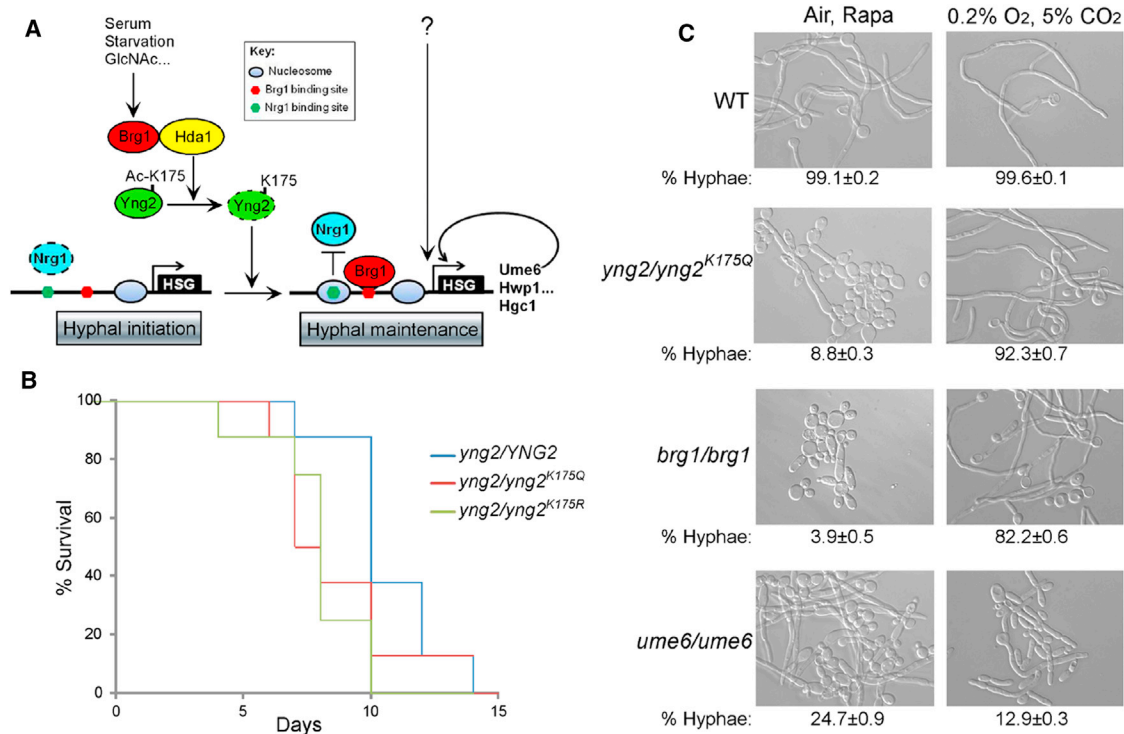 A
Serum
Starvation
GlcNAc...
Key:
Nucleosome
Brg1 binding site
Nrg1 binding site
?
Brg1
Hda1
Ac-K175
Yng2
K175
Yng2
Nrg1
HSG
Nrg1
Brg1
HSG
Ume6
Hwp1...
Hgc1
Hyphal initiation
Hyphal maintenance
B
% Survival
100
80
60
40
20
0
0 5 10 15
Days
yng2/YNG2
yng2/yng2K175Q
yng2/yng2K175R
C
Air, Rapa
0.2% O2, 5% CO2
WT
% Hyphae: 99.1±0.2 99.6±0.1
yng2/yng2K175Q
% Hyphae: 8.8±0.3 92.3±0.7
brg1/brg1
% Hyphae: 3.9±0.5 82.2±0.6
ume6/ume6
% Hyphae: 24.7±0.9 12.9±0.3